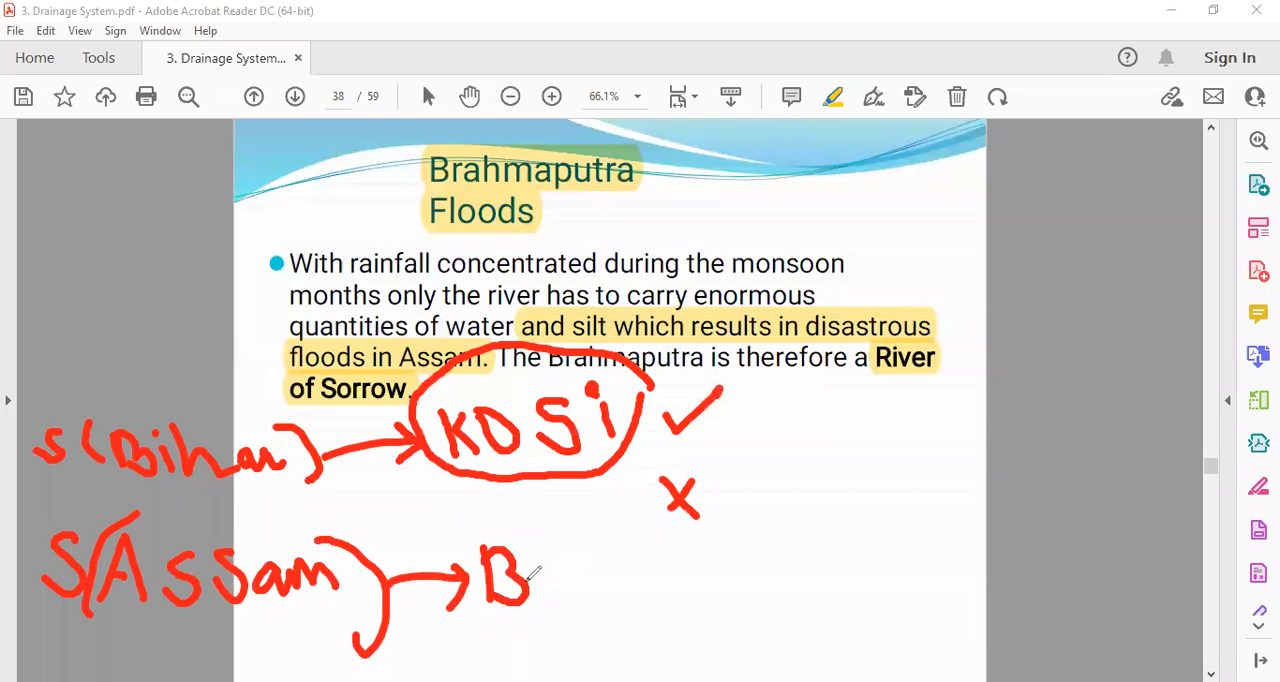 3. Drainage System.pdf - Adobe Acrobat Reader DC (64-bit)
File Edit View Sign Window Help
Home Tools 3. Drainage System... × Sign In
38 / 59 66.1%
Brahmaputra
Floods
With rainfall concentrated during the monsoon
months only the river has to carry enormous
quantities of water and silt which results in disastrous
floods in Assam. The Brahmaputra is therefore a River
of Sorrow.
S(Bihar) → KOSi ✓
×
S(Assam) → B